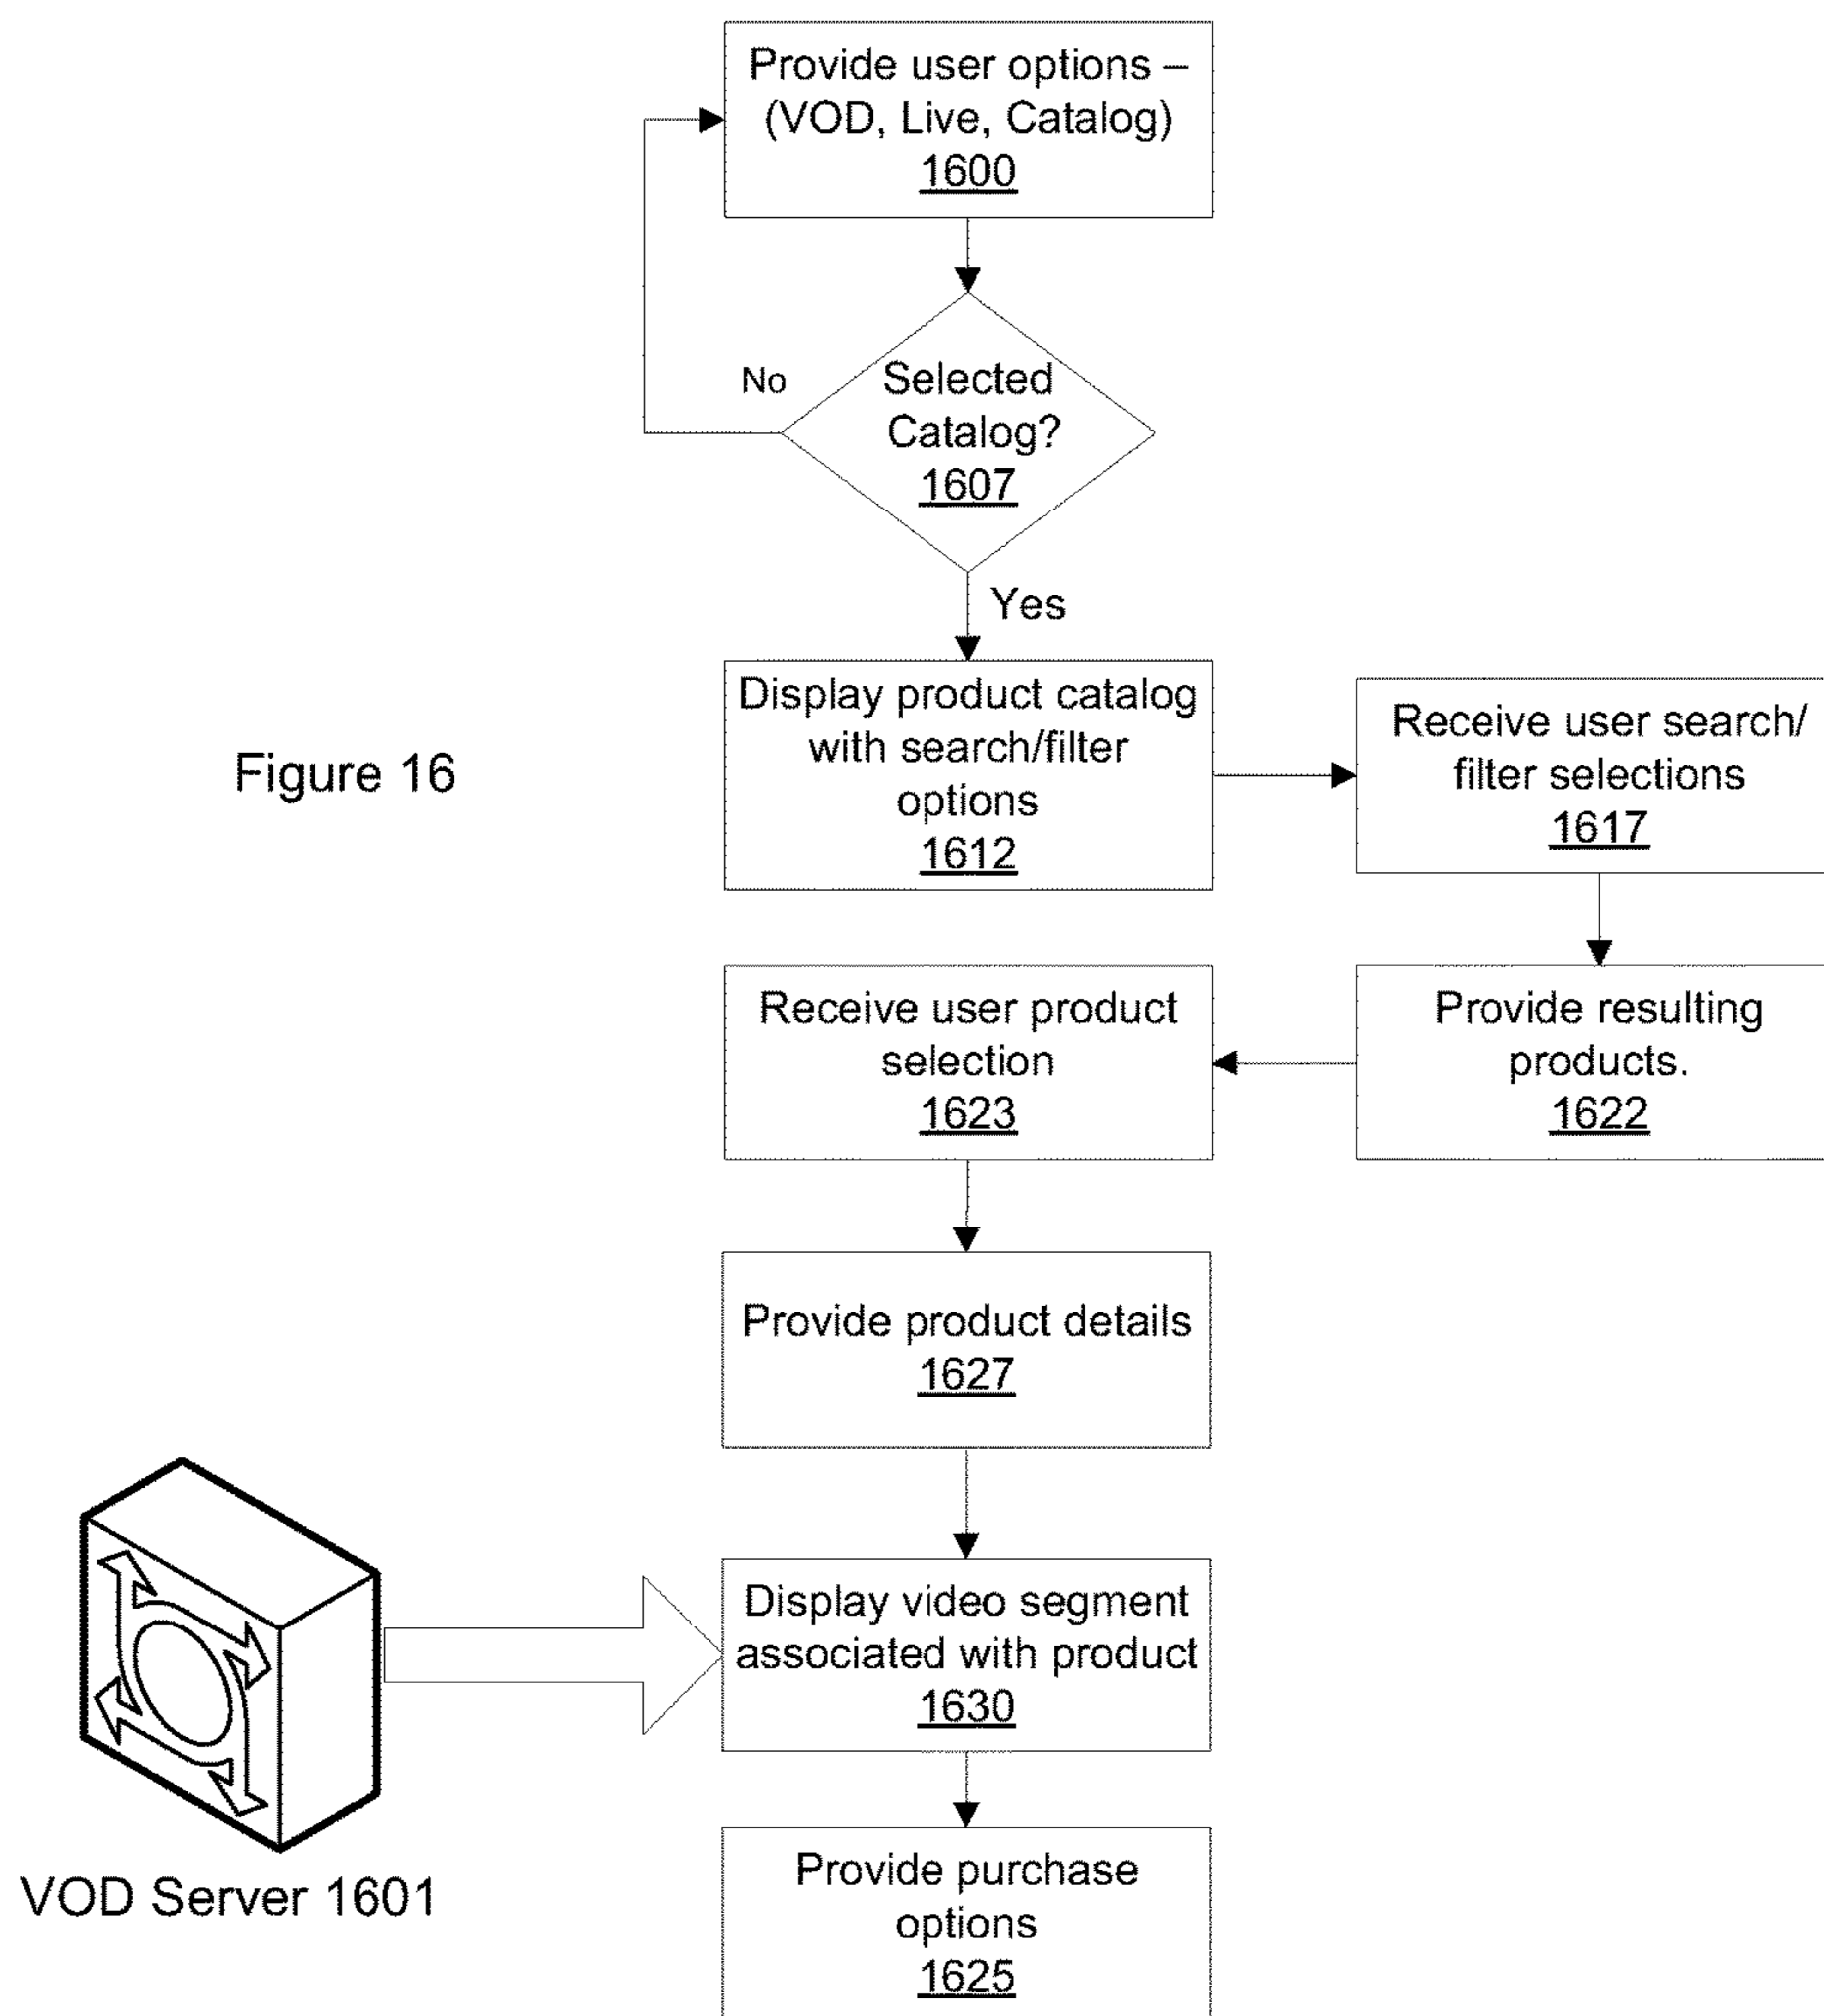 Provide user options –
(VOD, Live, Catalog)
1600
No
Selected
Catalog?
1607
Yes
Display product catalog
with search/filter
options
1612
Receive user search/
filter selections
1617
Figure 16
Receive user product
selection
1623
Provide resulting
products.
1622
Provide product details
1627
Display video segment
associated with product
1630
VOD Server 1601
Provide purchase
options
1625